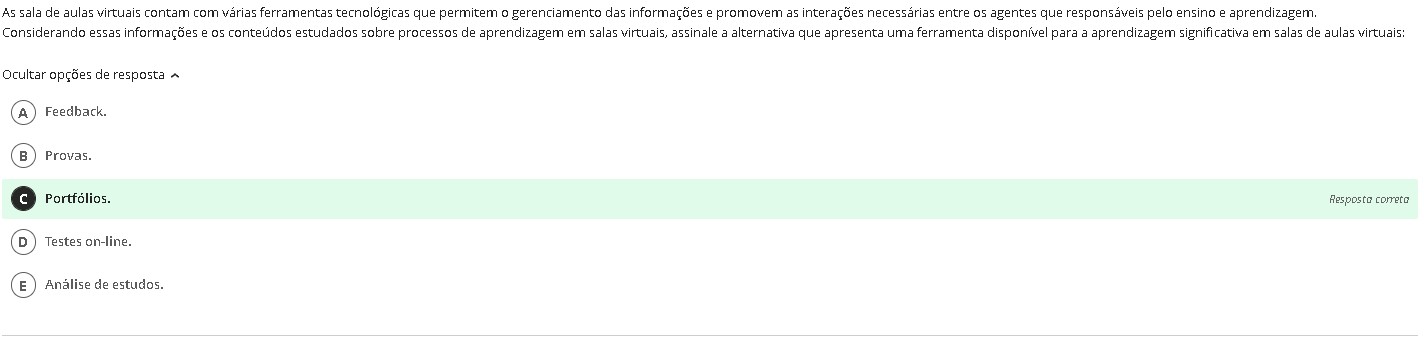 As sala de aulas virtuais contam com várias ferramentas tecnológicas que permitem o gerenciamento das informações e promovem as interações necessárias entre os agentes que responsáveis pelo ensino e aprendizagem.
Considerando essas informações e os conteúdos estudados sobre processos de aprendizagem em salas virtuais, assinale a alternativa que apresenta uma ferramenta disponível para a aprendizagem significativa em salas de aulas virtuais:
Ocultar opções de resposta
A Feedback.
B Provas.
C Portfólios. Resposta correta
D Testes on-line.
E Análise de estudos.